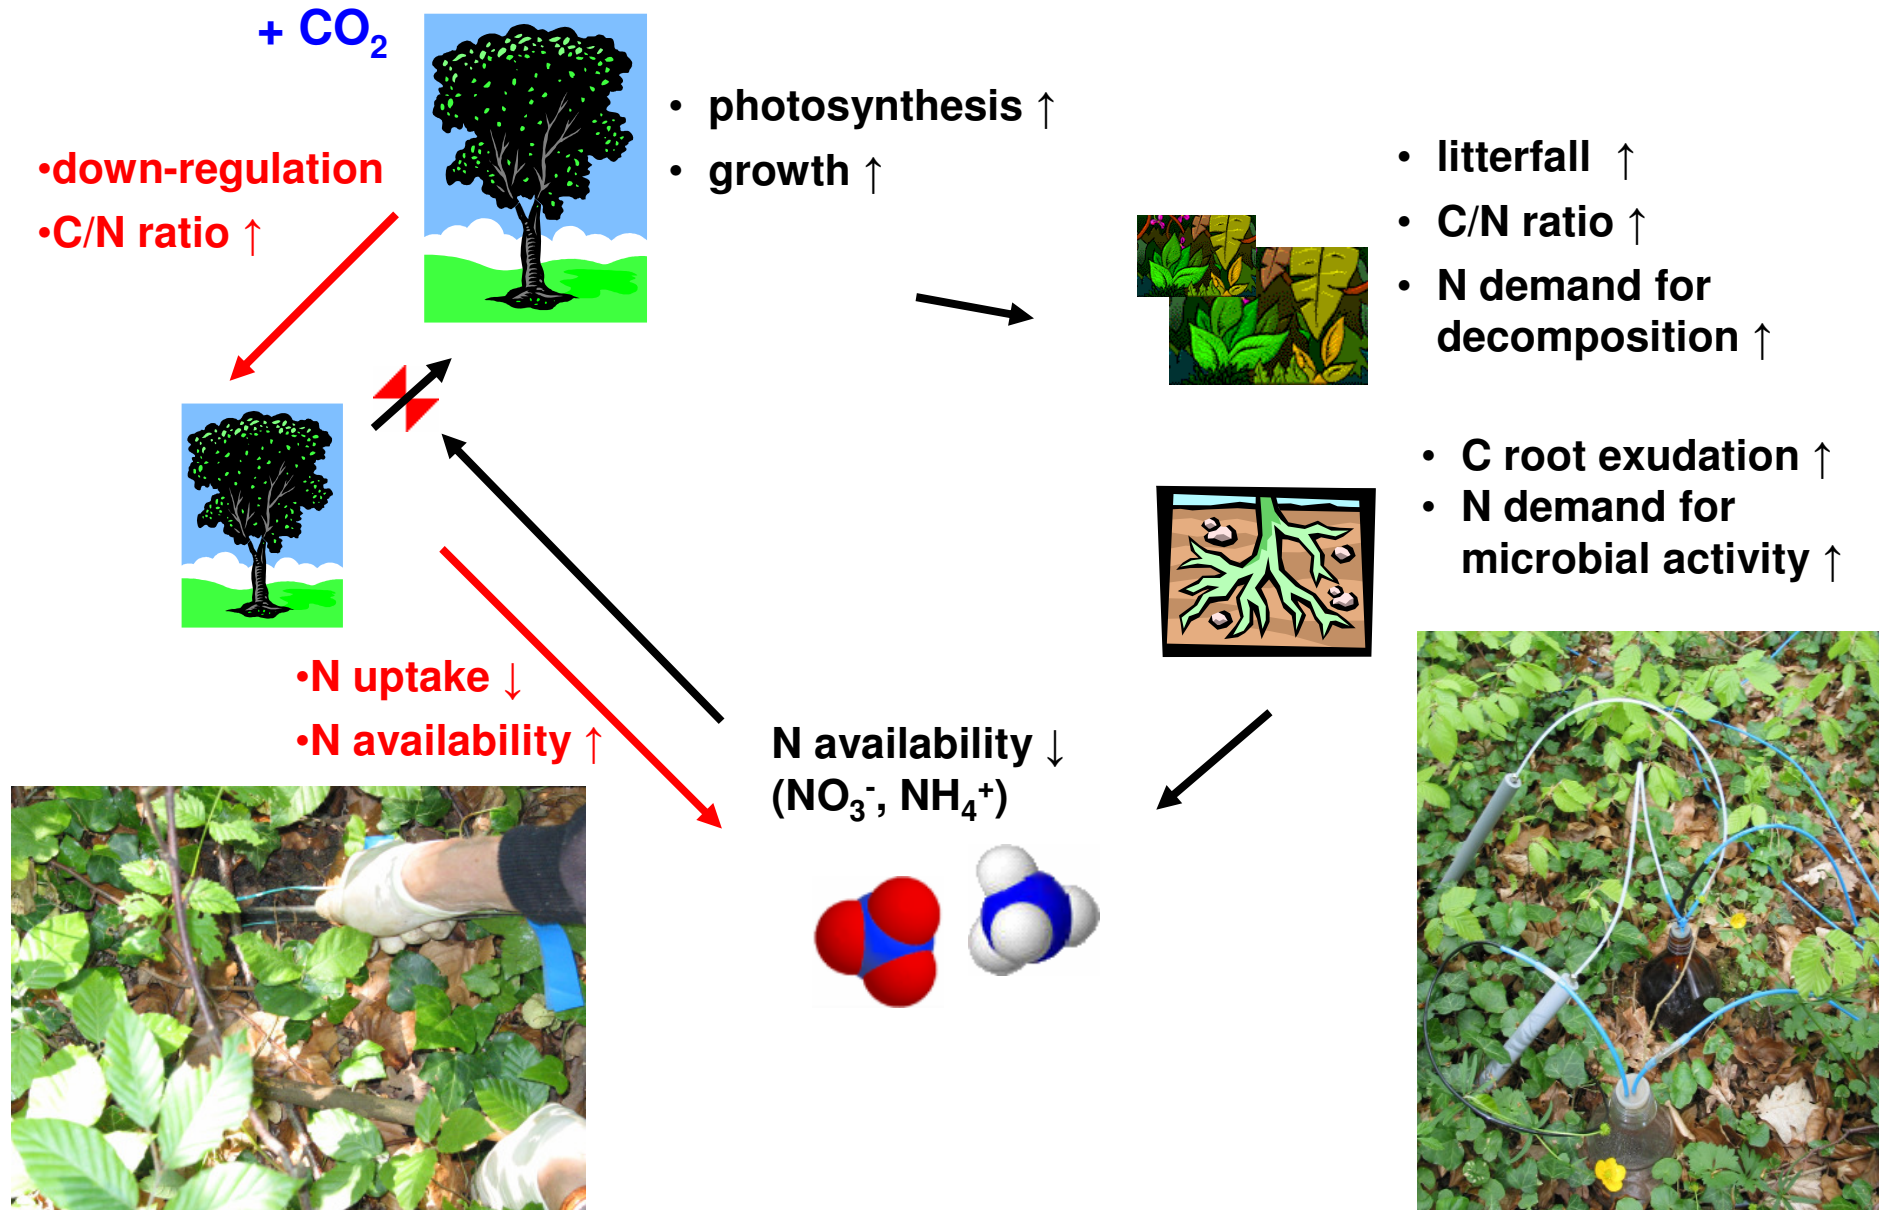 + CO₂
• photosynthesis ↑
• growth ↑
•down-regulation
•C/N ratio ↑
• litterfall ↑
• C/N ratio ↑
• N demand for
decomposition ↑
• C root exudation ↑
• N demand for
microbial activity ↑
•N uptake ↓
•N availability ↑
N availability ↓
(NO₃⁻, NH₄⁺)